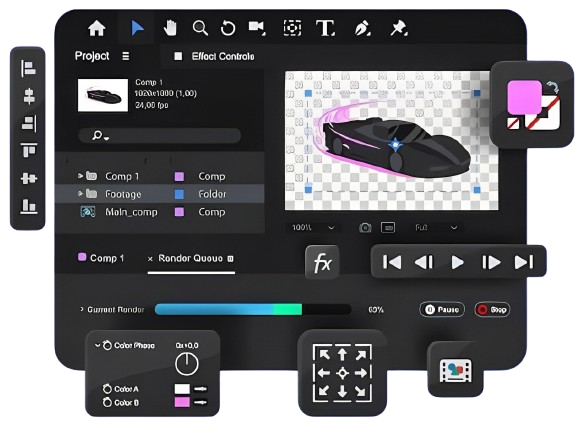 Project
Effect Controls
Comp 1
1920x1080 (1,00)
24,00 fpo
Comp 1 Comp
Footage Folder
Main_comp Comp
100% Full
Comp 1 × Render Queue
fx
Current Render 60% Pause Stop
Color Phase 0x+0,0
Color A
Color B